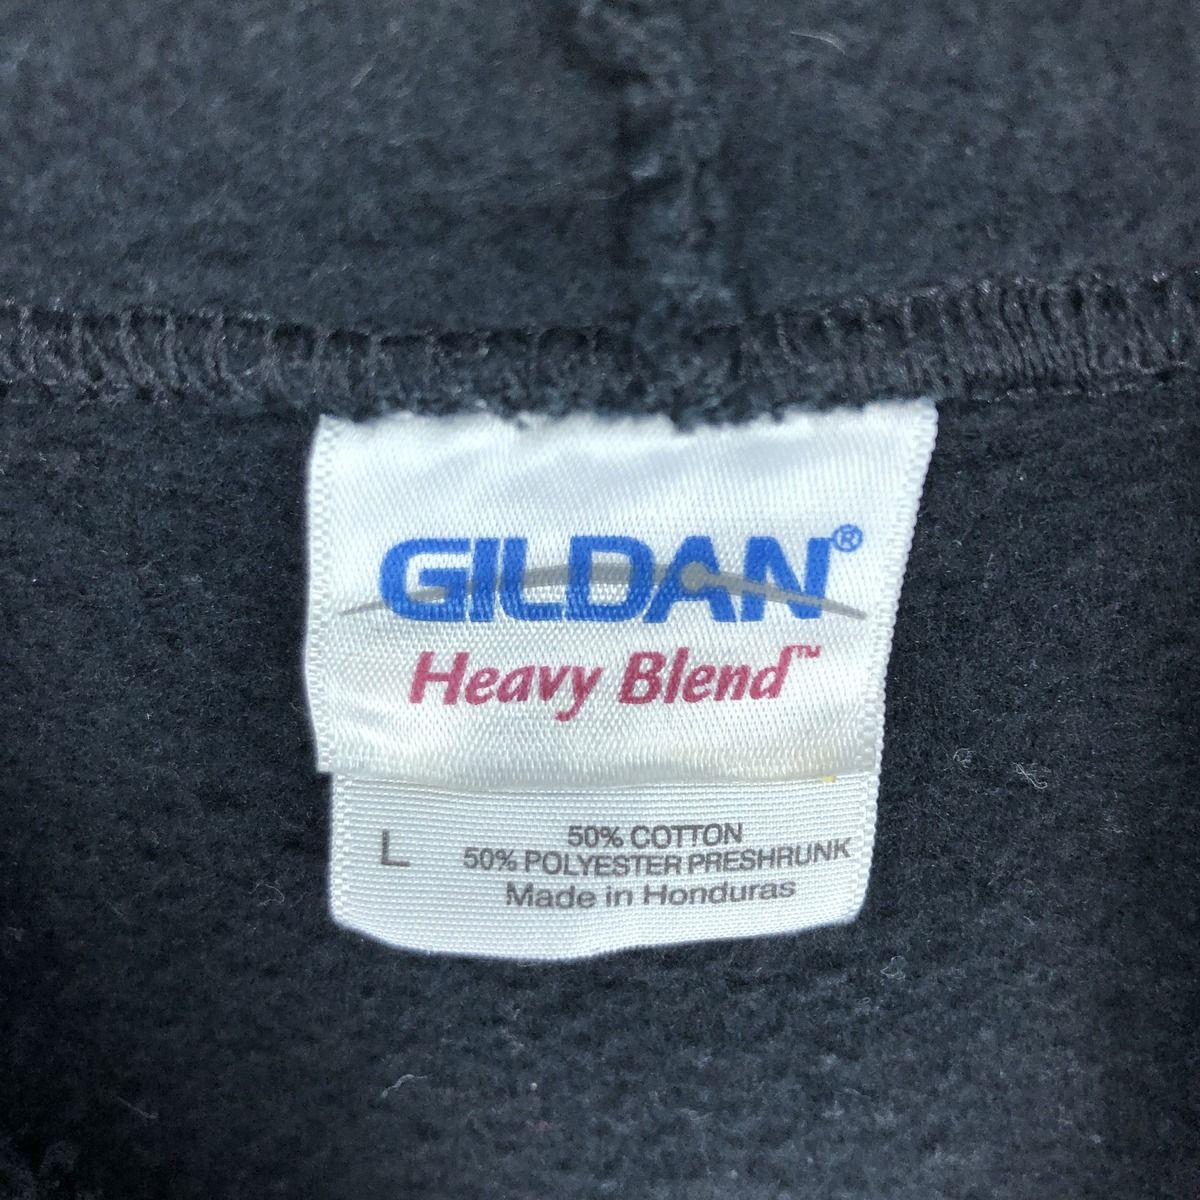 GILDAN®
Heavy Blend™
L
50% COTTON
50% POLYESTER PRESHRUNK
Made in Honduras